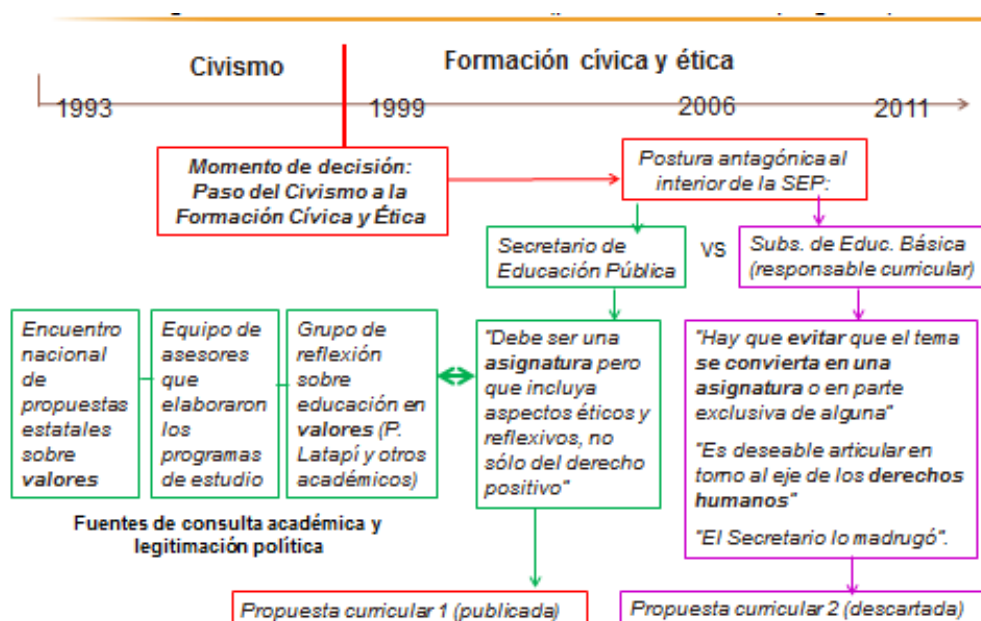 Civismo
Formación cívica y ética
1993
1999
2006
2011
Momento de decisión:
Paso del Civismo a la
Formación Cívica y Ética
Postura antagónica al
interior de la SEP:
Secretario de
Educación Pública
VS
Subs. de Educ. Básica
(responsable curricular)
Encuentro
nacional
de
propuestas
estatales
sobre
valores
Equipo de
asesores
que
elaboraron
los
programas
de estudio
Grupo de
reflexión
sobre
educación en
valores (P.
Latapí y otros
académicos)
"Debe ser una
asignatura pero
que incluya
aspectos éticos y
reflexivos, no
sólo del derecho
positivo"
"Hay que evitar que el tema
se convierta en una
asignatura o en parte
exclusiva de alguna"
"Es deseable articular en
torno al eje de los derechos
humanos"
"El Secretario lo madrugó".
Fuentes de consulta académica y
legitimación política
Propuesta curricular 1 (publicada)
Propuesta curricular 2 (descartada)